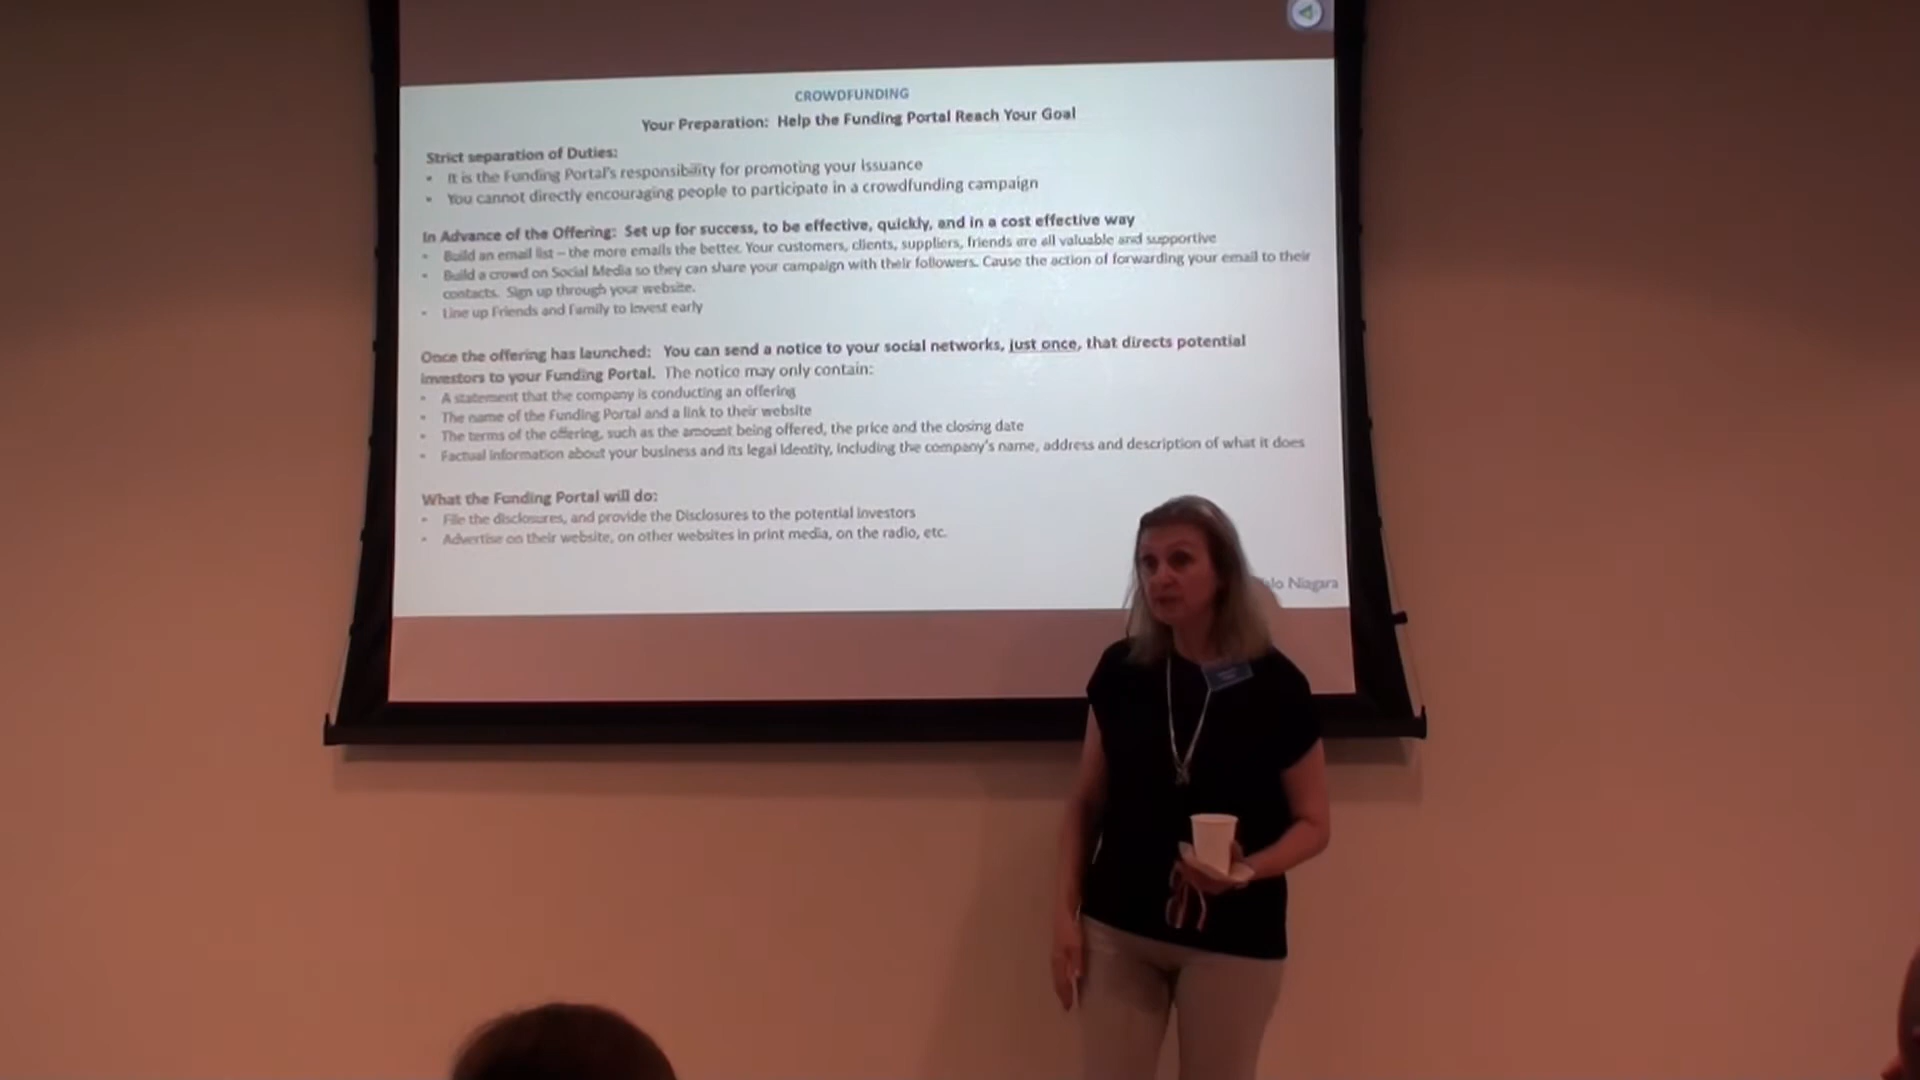 CROWDFUNDING
Your Preparation: Help the Funding Portal Reach Your Goal
Strict separation of Duties:
• It is the Funding Portal's responsibility for promoting your issuance
• You cannot directly encouraging people to participate in a crowdfunding campaign
In Advance of the Offering: Set up for success, to be effective, quickly, and in a cost effective way
• Build an email list – the more emails the better. Your customers, clients, suppliers, friends are all valuable and supportive
• Build a crowd on Social Media so they can share your campaign with their followers. Cause the action of forwarding your email to their
contacts. Sign up through your website.
• Line up Friends and Family to invest early
Once the offering has launched: You can send a notice to your social networks, just once, that directs potential
investors to your Funding Portal. The notice may only contain:
• A statement that the company is conducting an offering
• The name of the Funding Portal and a link to their website
• The terms of the offering, such as the amount being offered, the price and the closing date
• Factual information about your business and its legal identity, including the company's name, address and description of what it does
What the Funding Portal will do:
• File the disclosures, and provide the Disclosures to the potential investors
• Advertise on their website, on other websites in print media, on the radio, etc.
Niagara